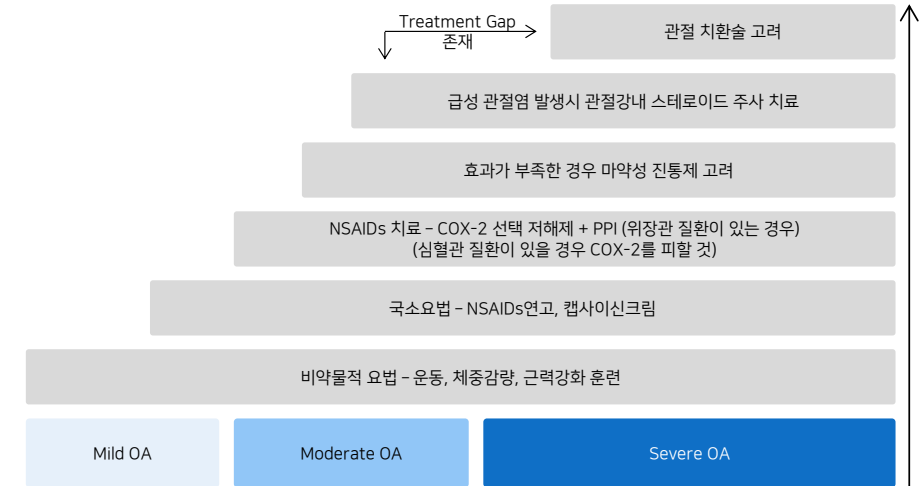 Treatment Gap
존재
관절 치환술 고려
급성 관절염 발생시 관절강내 스테로이드 주사 치료
효과가 부족한 경우 마약성 진통제 고려
NSAIDs 치료 – COX-2 선택 저해제 + PPI (위장관 질환이 있는 경우)
(심혈관 질환이 있을 경우 COX-2를 피할 것)
국소요법 – NSAIDs연고, 캡사이신크림
비약물적 요법 – 운동, 체중감량, 근력강화 훈련
Mild OA
Moderate OA
Severe OA